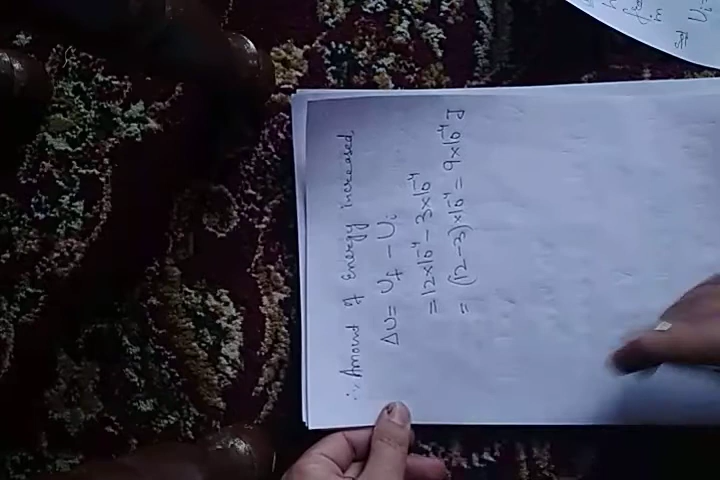 ∴ Amount of Energy increased,
ΔU = U_f - U_i
= 12×10⁻⁴ - 3×10⁻⁴
= (12-3)×10⁻⁴ = 9×10⁻⁴ J